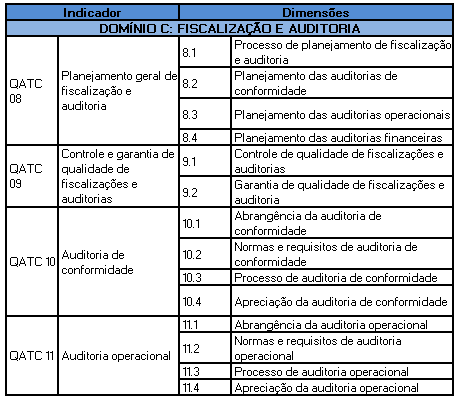 Indicador Dimensões
DOMÍNIO C: FISCALIZAÇÃO E AUDITORIA
QATC
08
Planejamento geral de
fiscalização e
auditoria
8.1 Processo de planejamento de fiscalização
e auditoria
8.2 Planejamento das auditorias de
conformidade
8.3 Planejamento das auditorias operacionais
8.4 Planejamento das auditorias financeiras
QATC
09
Controle e garantia de
qualidade de
fiscalizações e
auditorias
9.1 Controle de qualidade de fiscalizações e
auditorias
9.2 Garantia de qualidade de fiscalizações e
auditoria
QATC 10
Auditoria de
conformidade
10.1 Abrangência da auditoria de
conformidade
10.2 Normas e requisitos de auditoria de
conformidade
10.3 Processo de auditoria de conformidade
10.4 Apreciação da auditoria de conformidade
QATC 11 Auditoria operacional
11.1 Abrangência da auditoria operacional
11.2 Normas e requisitos de auditoria
operacional
11.3 Processo de auditoria operacional
11.4 Apreciação da auditoria operacional